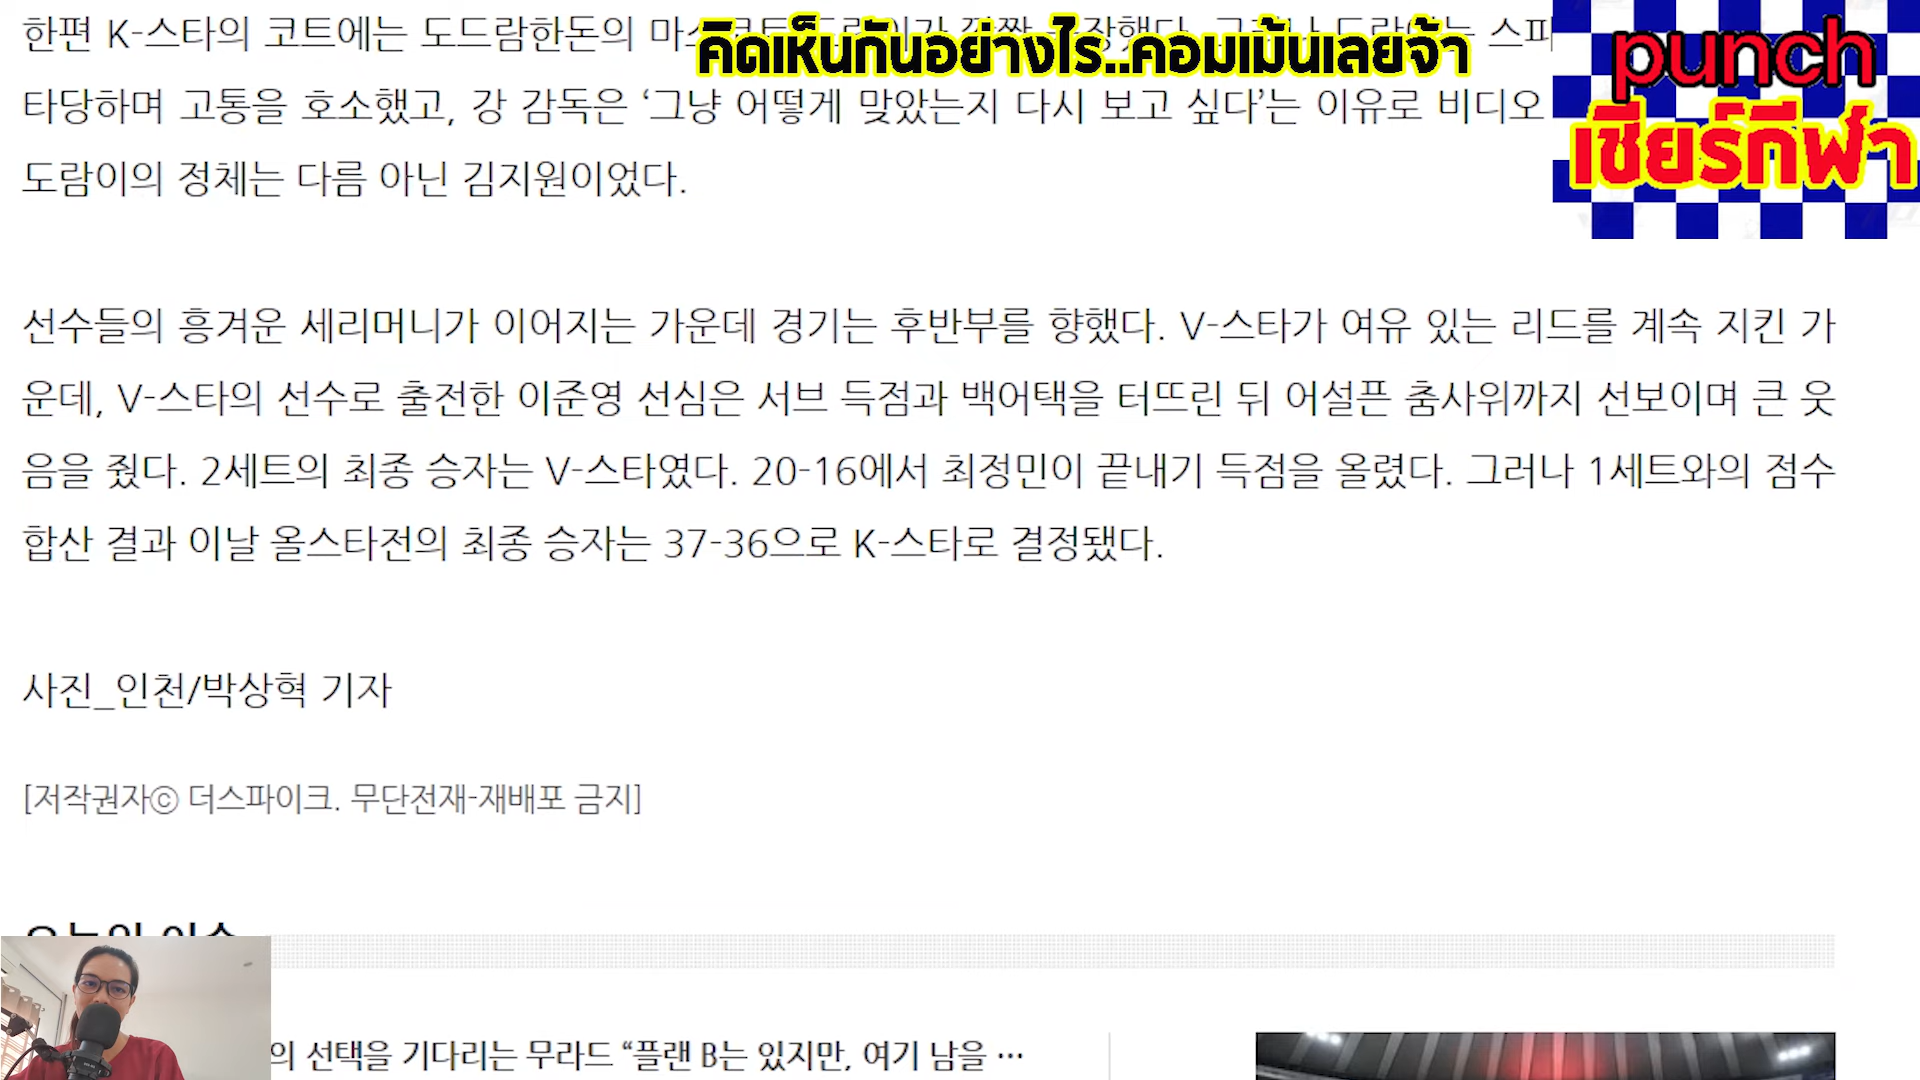 한편 K-스타의 코트에는 도드람한돈의 스파
คิดเห็นกันอย่างไร..คอมเม้นเลยจ้า
punch
เชียร์กีฬา
타당하며 고통을 호소했고, 강 감독은 ‘그냥 어떻게 맞았는지 다시 보고 싶다’는 이유로 비디오
도람이의 정체는 다름 아닌 김지원이었다.
선수들의 흥겨운 세리머니가 이어지는 가운데 경기는 후반부를 향했다. V-스타가 여유 있는 리드를 계속 지킨 가
운데, V-스타의 선수로 출전한 이준영 선심은 서브 득점과 백어택을 터뜨린 뒤 어설픈 춤사위까지 선보이며 큰 웃
음을 줬다. 2세트의 최종 승자는 V-스타였다. 20-16에서 최정민이 끝내기 득점을 올렸다. 그러나 1세트와의 점수
합산 결과 이날 올스타전의 최종 승자는 37-36으로 K-스타로 결정됐다.
사진_인천/박상혁 기자
[저작권자ⓒ 더스파이크. 무단전재-재배포 금지]
의 선택을 기다리는 무라드 “플랜 B는 있지만, 여기 남을 …